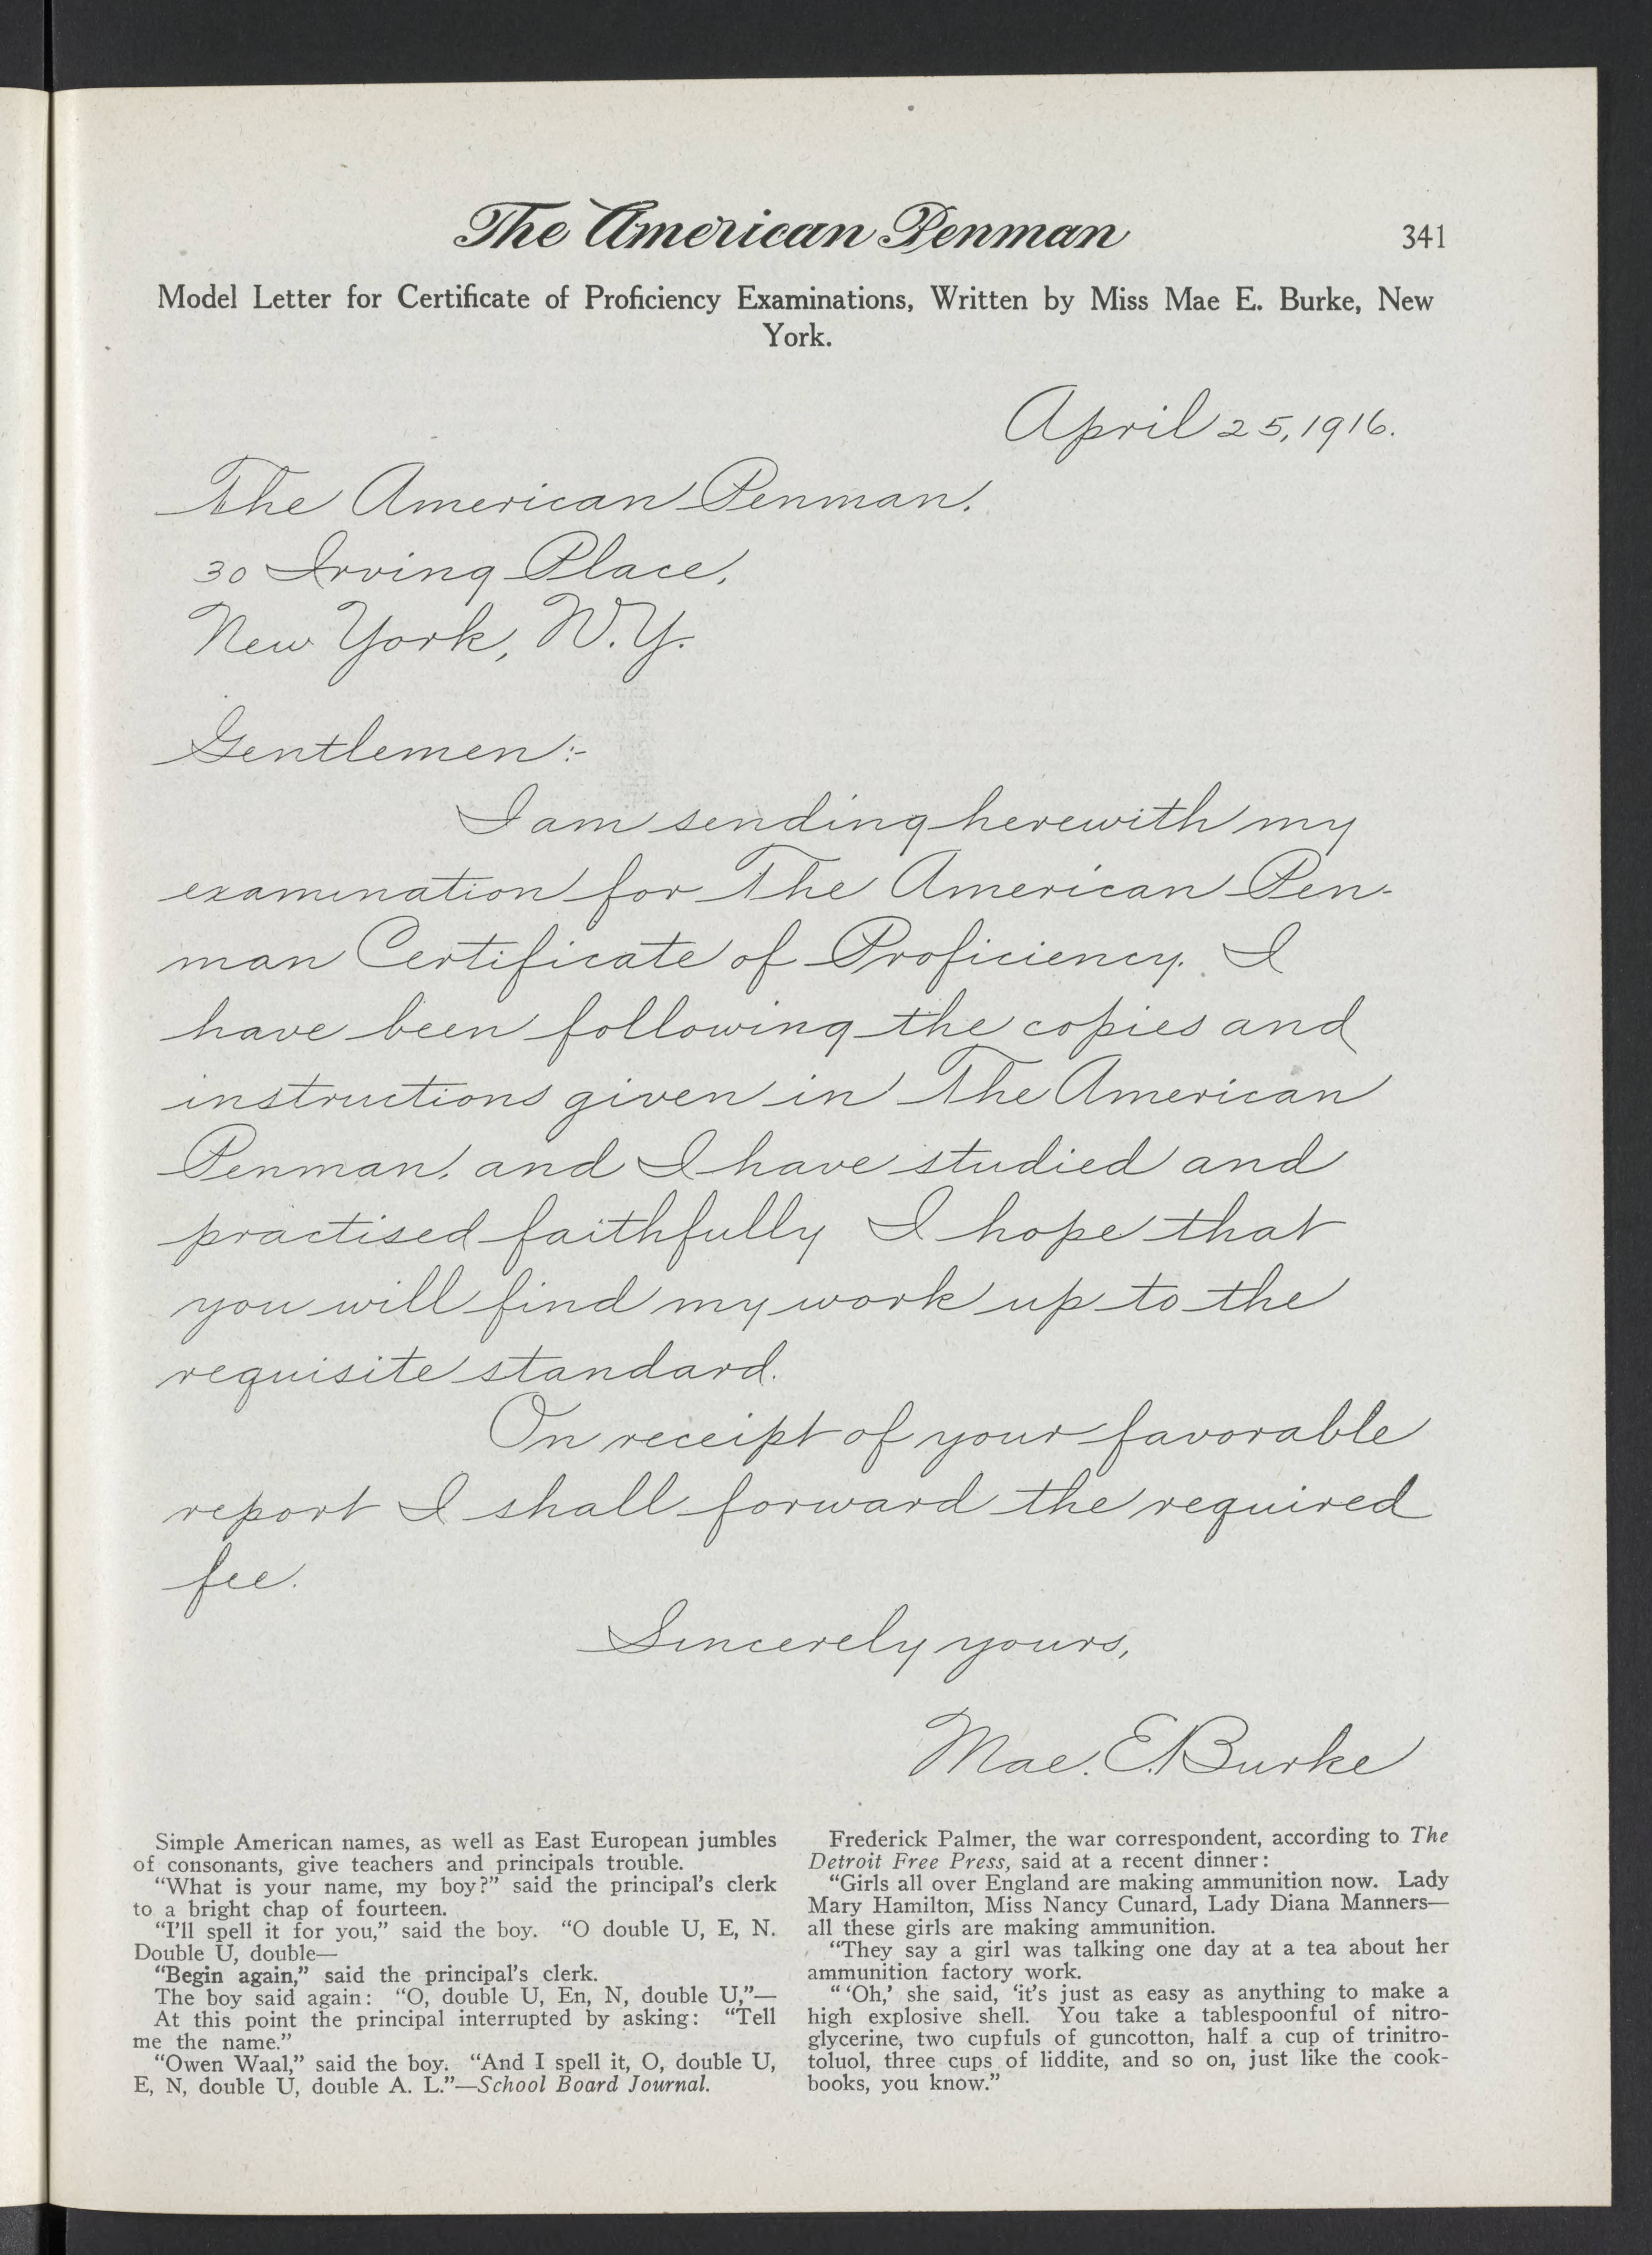 The American Penman
341
Model Letter for Certificate of Proficiency Examinations, Written by Miss Mae E. Burke, New
York.
April 25, 1916.
The American Penman,
30 Irving Place,
New York, N.Y.
Gentlemen:-
I am sending herewith my
examination for The American Pen-
man Certificate of Proficiency. I
have been following the copies and
instructions given in The American
Penman, and I have studied and
practised faithfully I hope that
you will find my work up to the
requisite standard.
On receipt of your favorable
report I shall forward the required
fee.
Sincerely yours,
Mae. E. Burke
Simple American names, as well as East European jumbles
of consonants, give teachers and principals trouble.
“What is your name, my boy?” said the principal’s clerk
to a bright chap of fourteen.
“I’ll spell it for you,” said the boy. “O double U, E, N.
Double U, double—
“Begin again,” said the principal’s clerk.
The boy said again: “O, double U, En, N, double U,”—
At this point the principal interrupted by asking: “Tell
me the name.”
“Owen Waal,” said the boy. “And I spell it, O, double U,
E, N, double U, double A. L.”—School Board Journal.
Frederick Palmer, the war correspondent, according to The
Detroit Free Press, said at a recent dinner:
“Girls all over England are making ammunition now. Lady
Mary Hamilton, Miss Nancy Cunard, Lady Diana Manners—
all these girls are making ammunition.
“They say a girl was talking one day at a tea about her
ammunition factory work.
“ ‘Oh,’ she said, ‘it’s just as easy as anything to make a
high explosive shell. You take a tablespoonful of nitro-
glycerine, two cupfuls of guncotton, half a cup of trinitro-
toluol, three cups of liddite, and so on, just like the cook-
books, you know.”